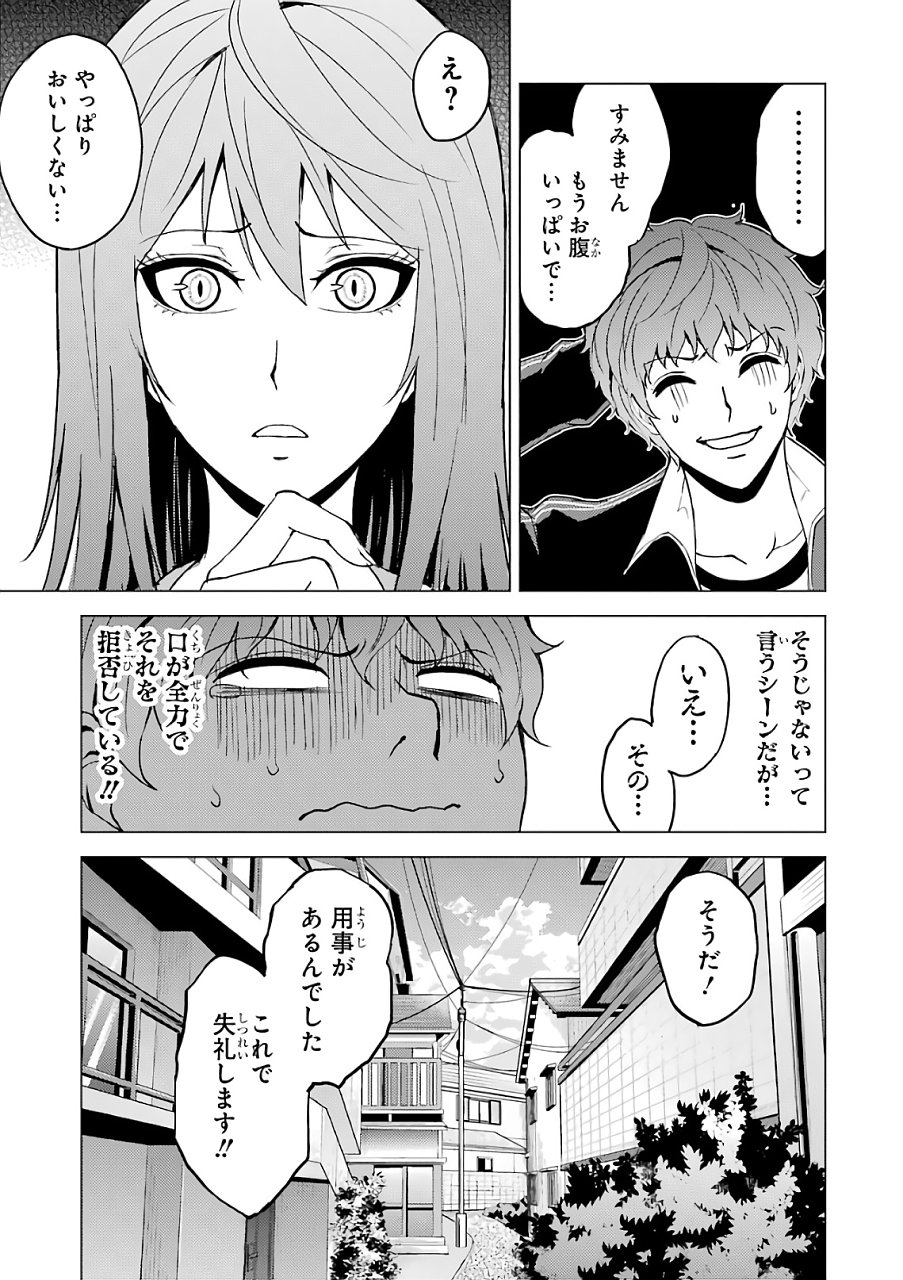 …………
すみません
もうお腹
いっぱいで…
え？
やっぱり
おいしくない…
そうじゃないって
言うシーンだが…
いえ…
その…
口が全力で
それを
拒否している!!
そうだ！
用事が
あるんでした
これで
失礼します!!